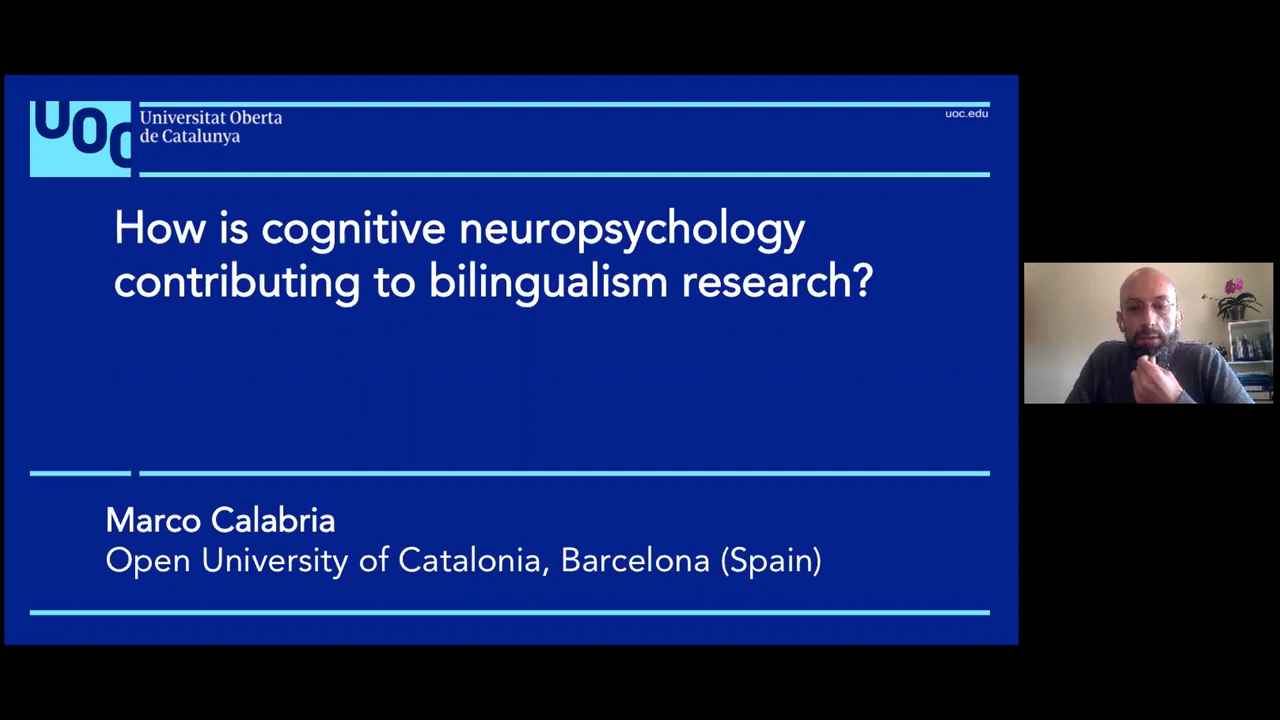 UOC
Universitat Oberta
de Catalunya
uoc.edu
How is cognitive neuropsychology
contributing to bilingualism research?
Marco Calabria
Open University of Catalonia, Barcelona (Spain)